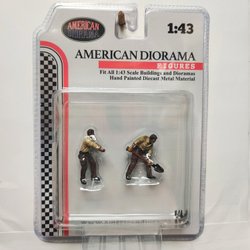 AMERICAN
DIORAMA
1:43
AMERICAN DIORAMA
FIGURES
Fit All 1:43 Scale Buildings and Dioramas
Hand Painted Diecast Metal Material